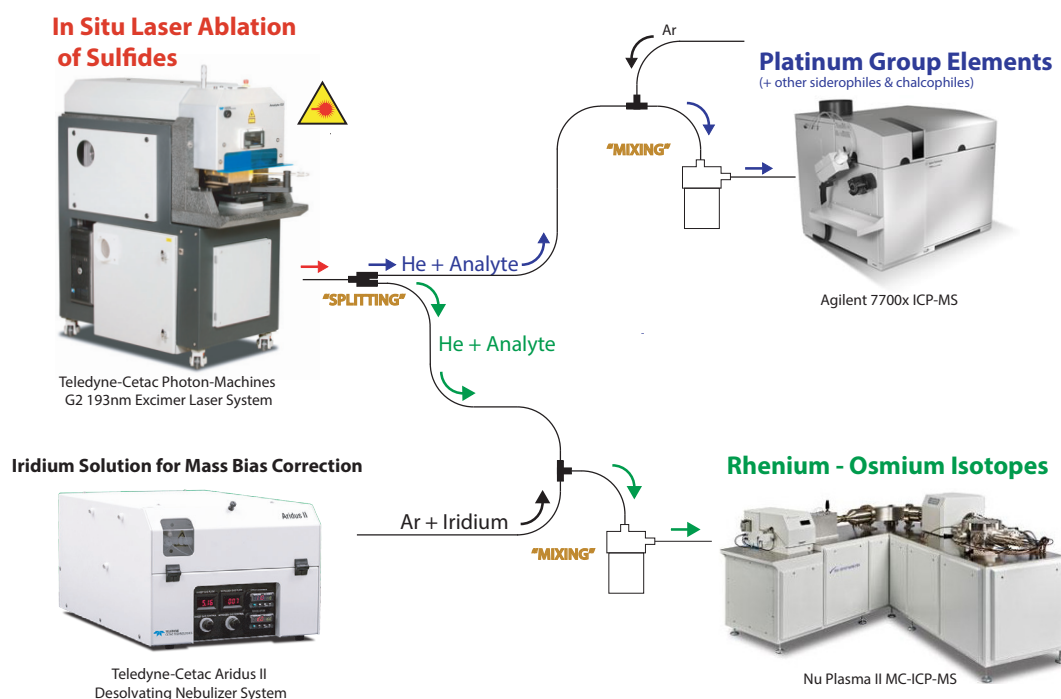 In Situ Laser Ablation
of Sulfides
Ar
Platinum Group Elements
(+ other siderophiles & chalcophiles)
"MIXING"
He + Analyte
"SPLITTING"
Agilent 7700x ICP-MS
He + Analyte
Teledyne-Cetac Photon-Machines
G2 193nm Excimer Laser System
Iridium Solution for Mass Bias Correction
Rhenium - Osmium Isotopes
Aridus II
Ar + Iridium
"MIXING"
Teledyne-Cetac Aridus II
Desolvating Nebulizer System
Nu Plasma II MC-ICP-MS